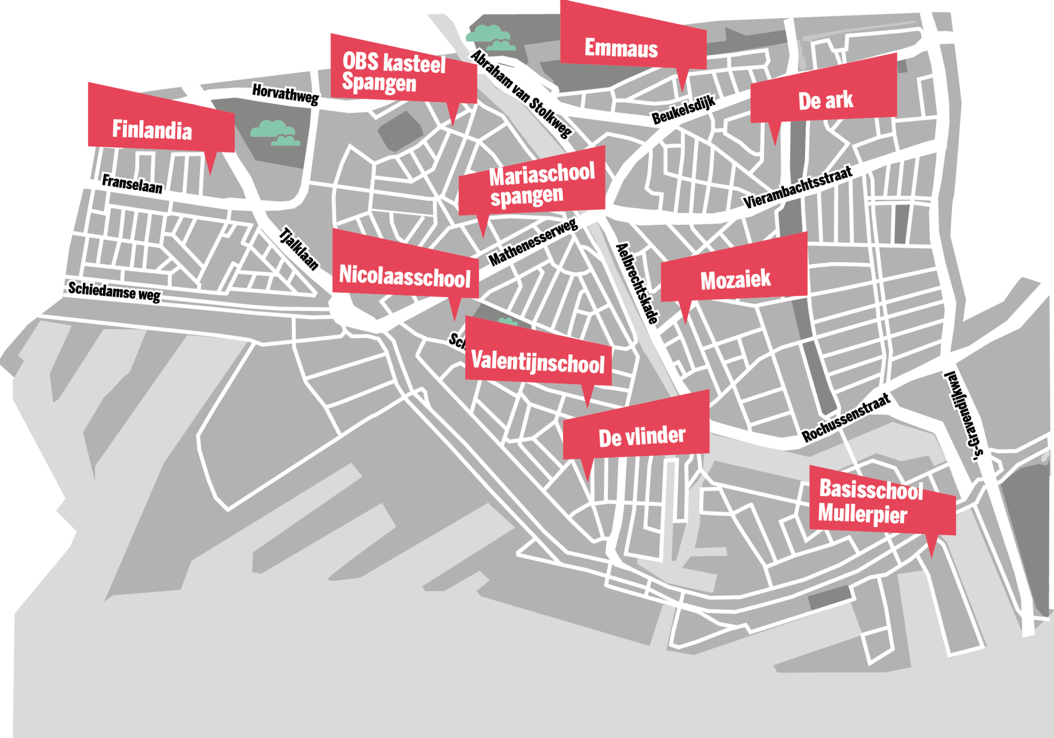 Emmaus
OBS kasteel
Spangen
Abraham van Stolkweg
Horvathweg
Beukelsdijk
De ark
Finlandia
Mariaschool
spangen
Vierambachtsstraat
Franselaan
Tjalklaan
Mathenesserweg
Aelbrechtskade
Nicolaasschool
Mozaiek
Schiedamse weg
Valentijnschool
De vlinder
Rochussenstraat
's-Gravendijkwal
Basisschool
Mullerpier